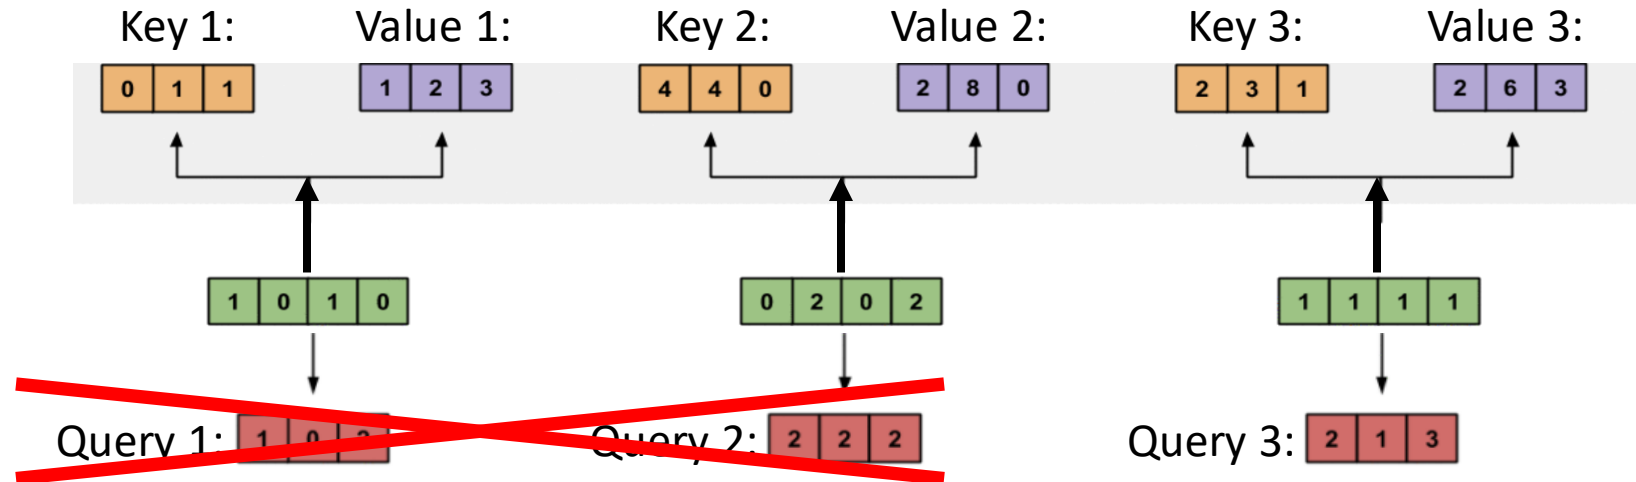 Key 1: Value 1: Key 2: Value 2: Key 3: Value 3:
0 1 1 1 2 3 4 4 0 2 8 0 2 3 1 2 6 3
1 0 1 0 0 2 0 2 1 1 1 1
Query 1: 1 0 Query 2: 2 2 2 Query 3: 2 1 3